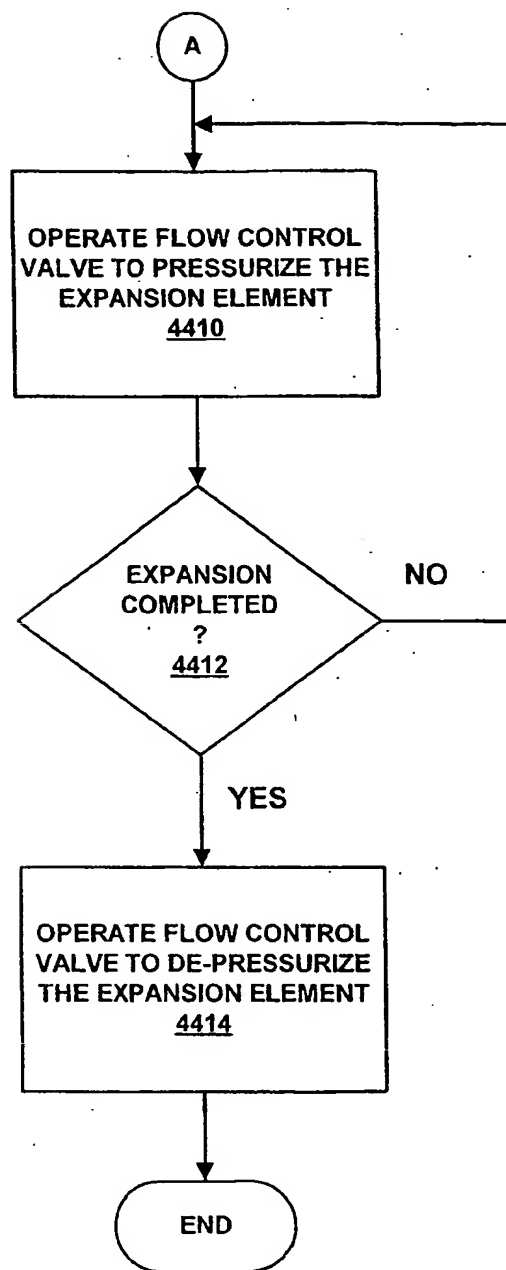 A
OPERATE FLOW CONTROL
VALVE TO PRESSURIZE THE
EXPANSION ELEMENT
4410
EXPANSION
COMPLETED
?
4412
NO
YES
OPERATE FLOW CONTROL
VALVE TO DE-PRESSURIZE
THE EXPANSION ELEMENT
4414
END